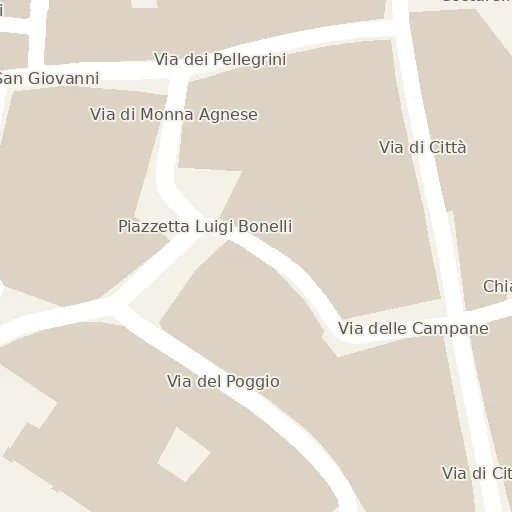 Via dei Pellegrini
San Giovanni
Via di Monna Agnese
Via di Città
Piazzetta Luigi Bonelli
Via delle Campane
Via del Poggio